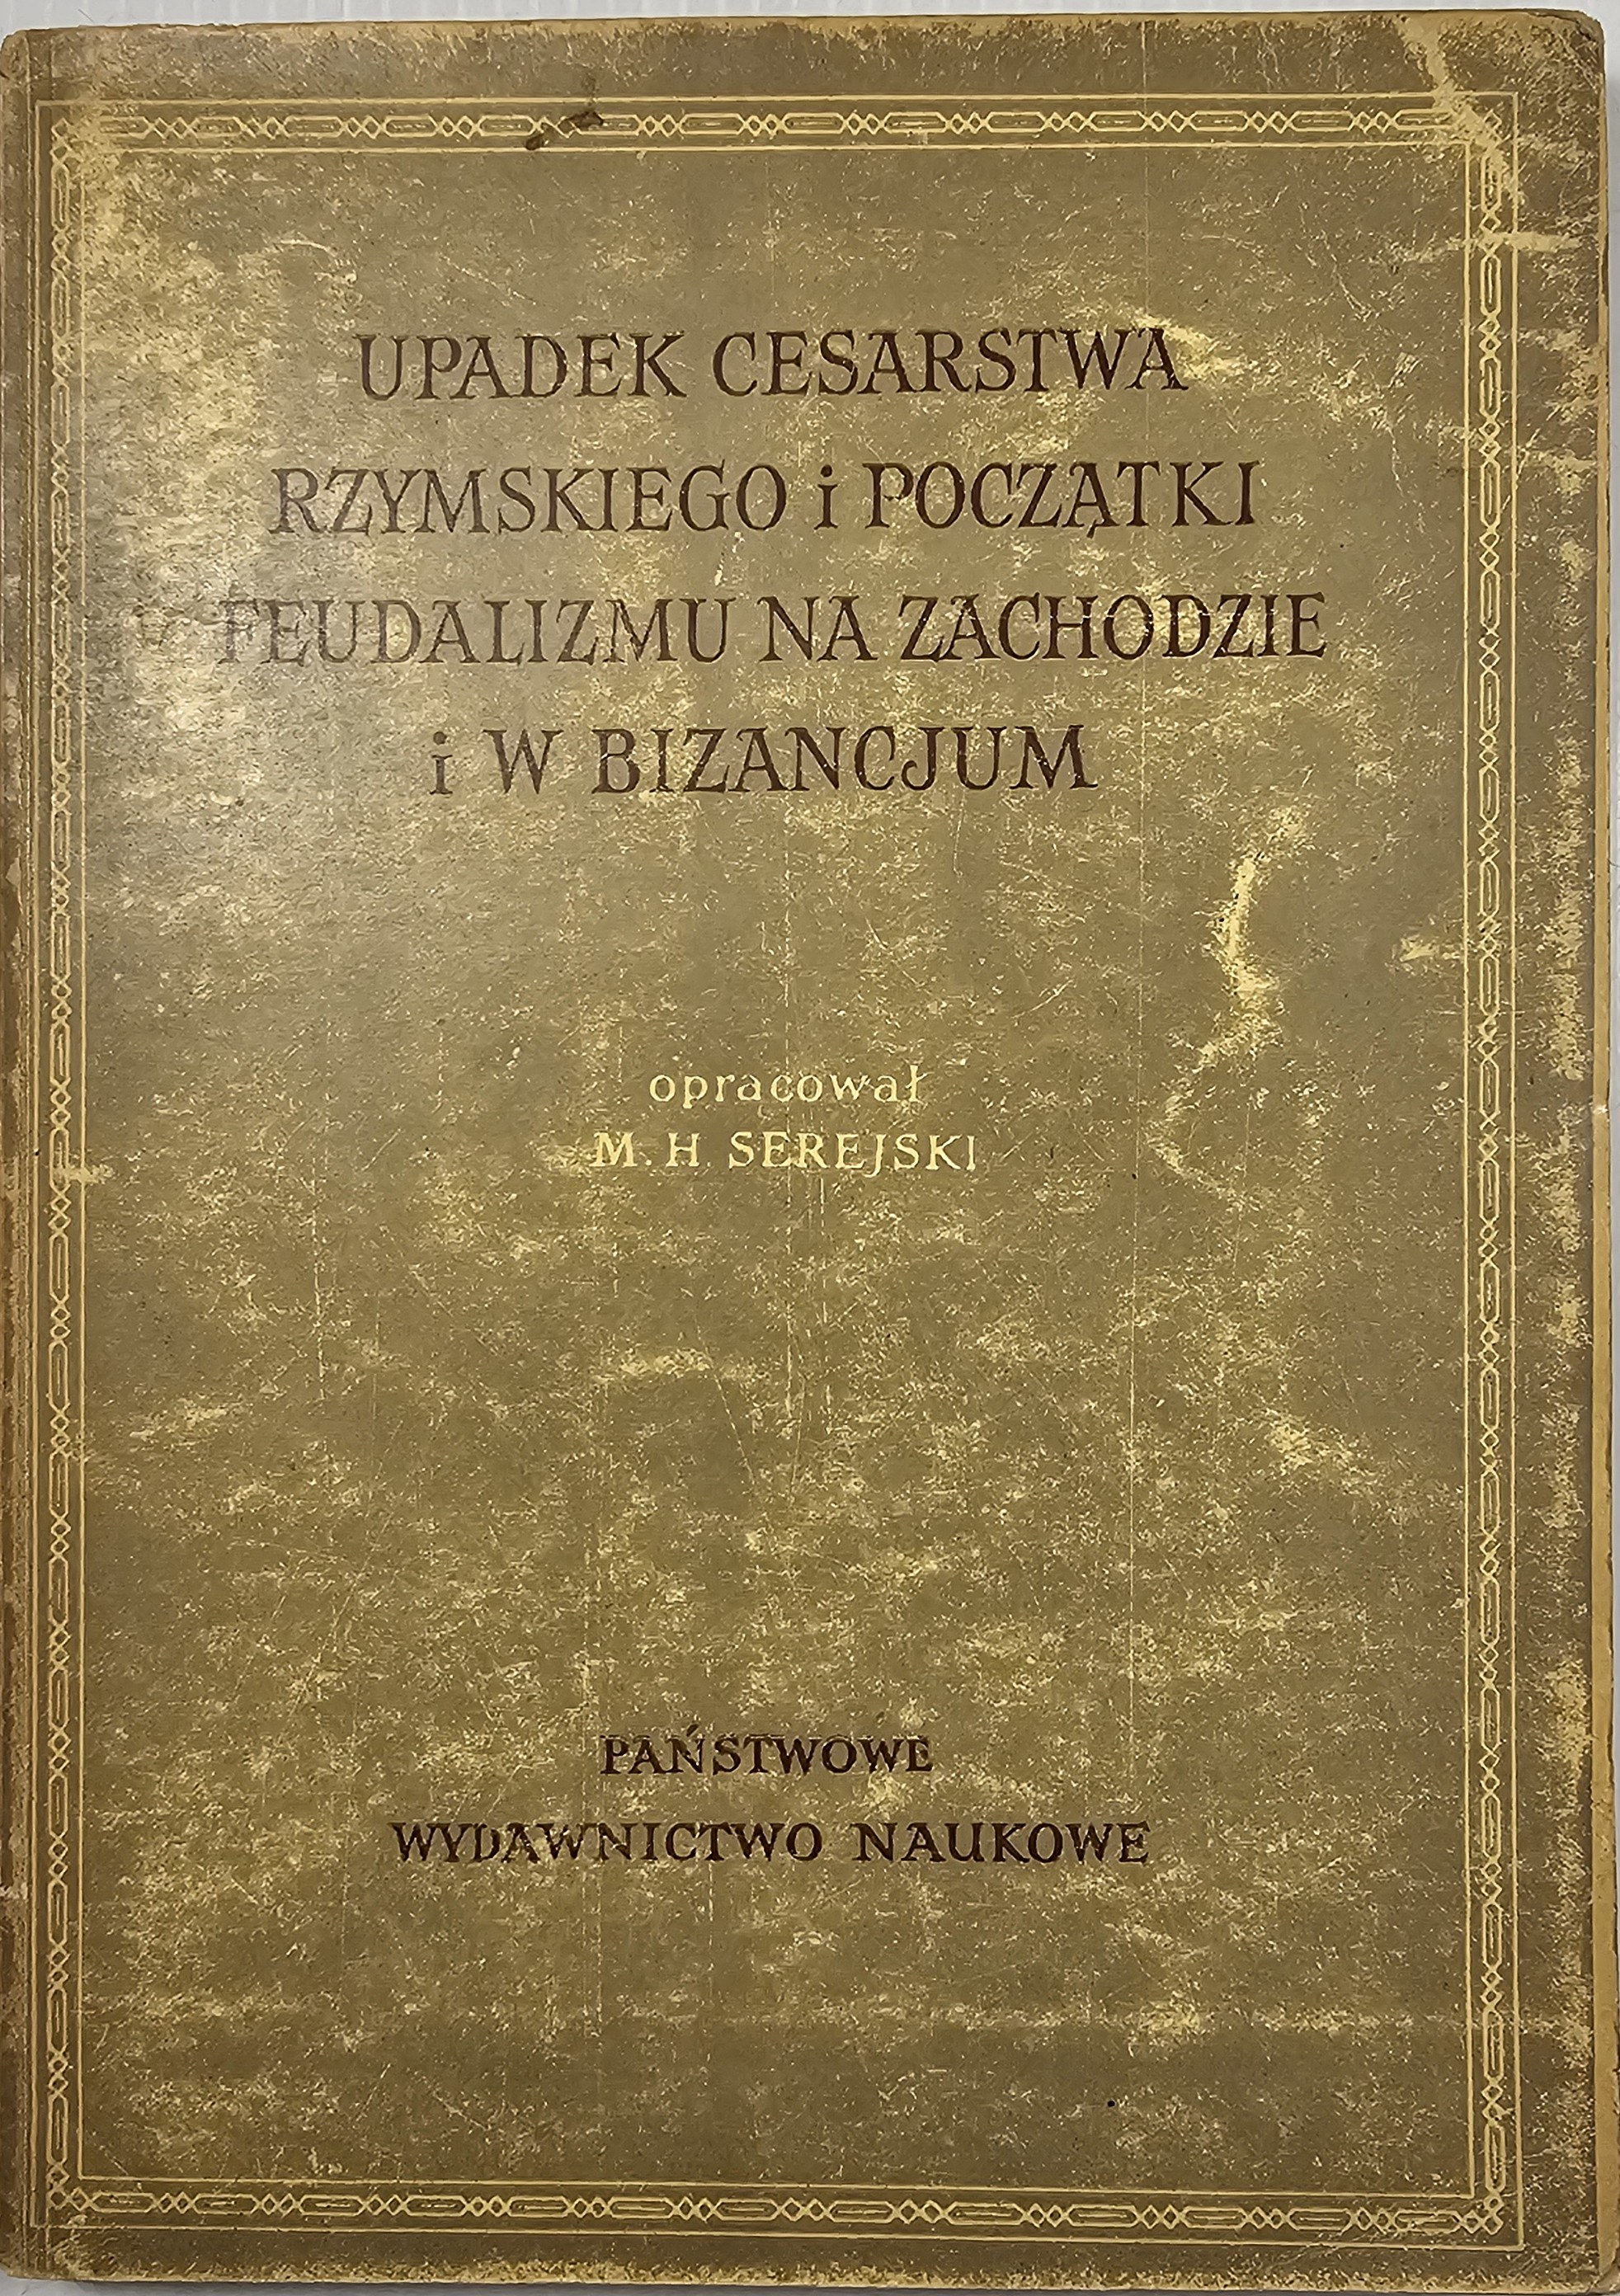 UPADEK CESARSTWA
RZYMSKIEGO i POCZĄTKI
FEUDALIZMU NA ZACHODZIE
i W BIZANCJUM
opracował
M. H. SEREJSKI
PAŃSTWOWE
WYDAWNICTWO NAUKOWE